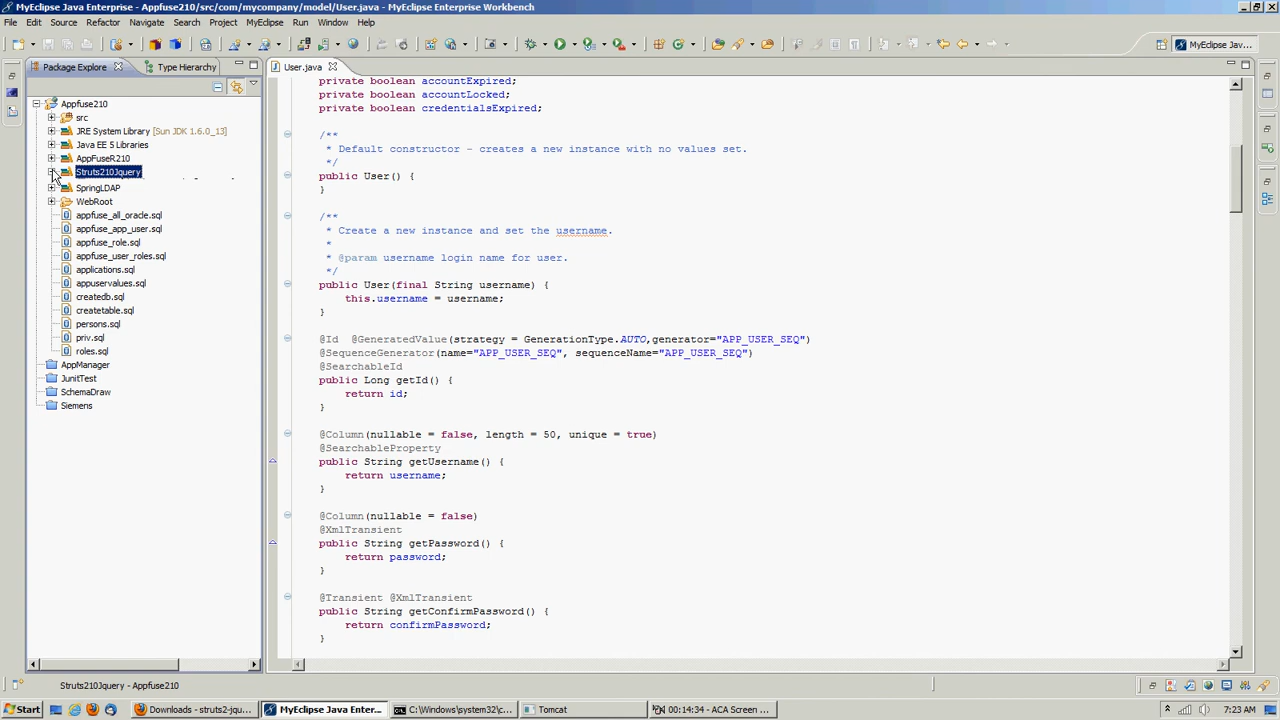 MyEclipse Java Enterprise - Appfuse210/src/com/mycompany/model/User.java - MyEclipse Enterprise Workbench
File Edit Source Refactor Navigate Search Project MyEclipse Run Window Help
MyEclipse Jav...
Package Explore Type Hierarchy
User.java
Appfuse210
src
JRE System Library [Sun JDK 1.6.0_13]
Java EE 5 Libraries
AppFuseR210
Struts210Jquery
SpringLDAP
WebRoot
appfuse_all_oracle.sql
appfuse_app_user.sql
appfuse_role.sql
appfuse_user_roles.sql
applications.sql
appuservalues.sql
createdb.sql
createtable.sql
persons.sql
priv.sql
roles.sql
AppManager
JunitTest
SchemaDraw
Siemens
private boolean accountExpired;
private boolean accountLocked;
private boolean credentialsExpired;
/**
* Default constructor - creates a new instance with no values set.
*/
public User() {
}
/**
* Create a new instance and set the username.
*
* @param username login name for user.
*/
public User(final String username) {
this.username = username;
}
@Id @GeneratedValue(strategy = GenerationType.AUTO,generator="APP_USER_SEQ")
@SequenceGenerator(name="APP_USER_SEQ", sequenceName="APP_USER_SEQ")
@SearchableId
public Long getId() {
return id;
}
@Column(nullable = false, length = 50, unique = true)
@SearchableProperty
public String getUsername() {
return username;
}
@Column(nullable = false)
@XmlTransient
public String getPassword() {
return password;
}
@Transient @XmlTransient
public String getConfirmPassword() {
return confirmPassword;
}
Struts210Jquery - Appfuse210
Start Downloads - struts2-jqu... MyEclipse Java Enter... C:\Windows\system32\c... Tomcat 00:14:34 - ACA Screen ... 7:23 AM